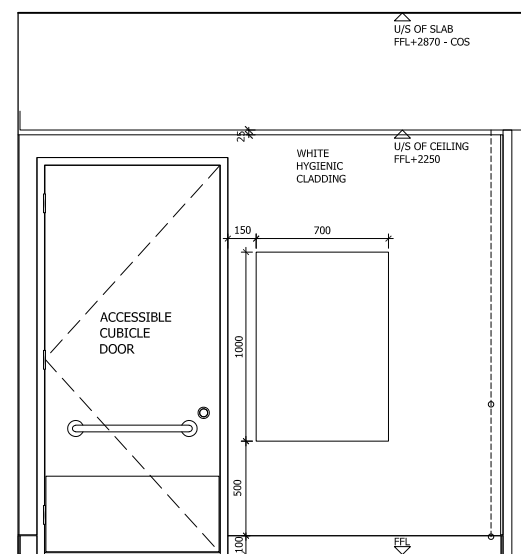 U/S OF SLAB
FFL+2870 - COS
25
U/S OF CEILING
FFL+2250
WHITE
HYGIENIC
CLADDING
150
700
ACCESSIBLE
CUBICLE
DOOR
1000
500
100
FFL